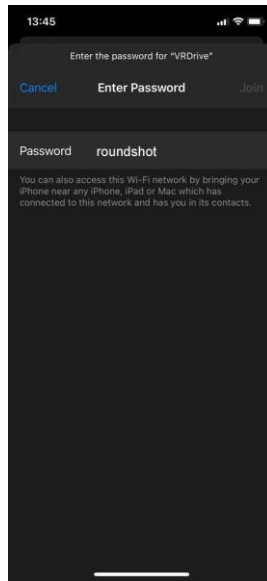 13:45
Enter the password for “VRDrive”
Cancel Enter Password Join
Password roundshot
You can also access this Wi-Fi network by bringing your
iPhone near any iPhone, iPad or Mac which has
connected to this network and has you in its contacts.